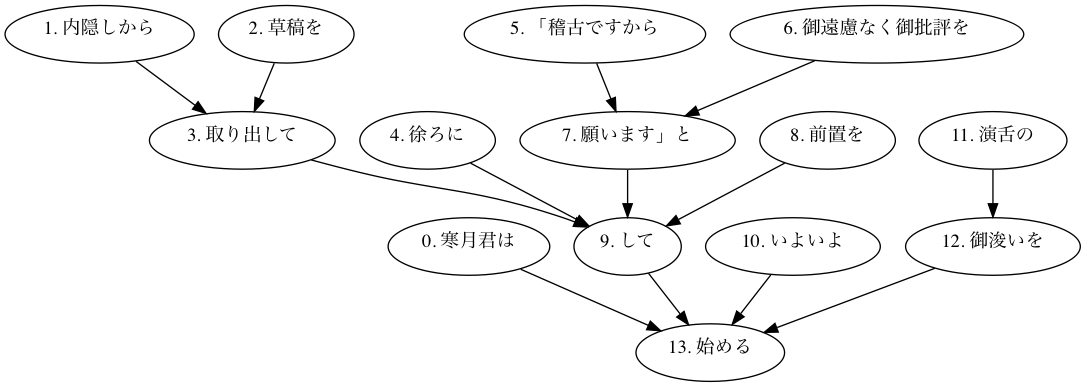 1. 内隠しから
2. 草稿を
5. 「稽古ですから
6. 御遠慮なく御批評を
3. 取り出して
4. 徐ろに
7. 願います」と
8. 前置を
11. 演舌の
0. 寒月君は
9. して
10. いよいよ
12. 御浚いを
13. 始める